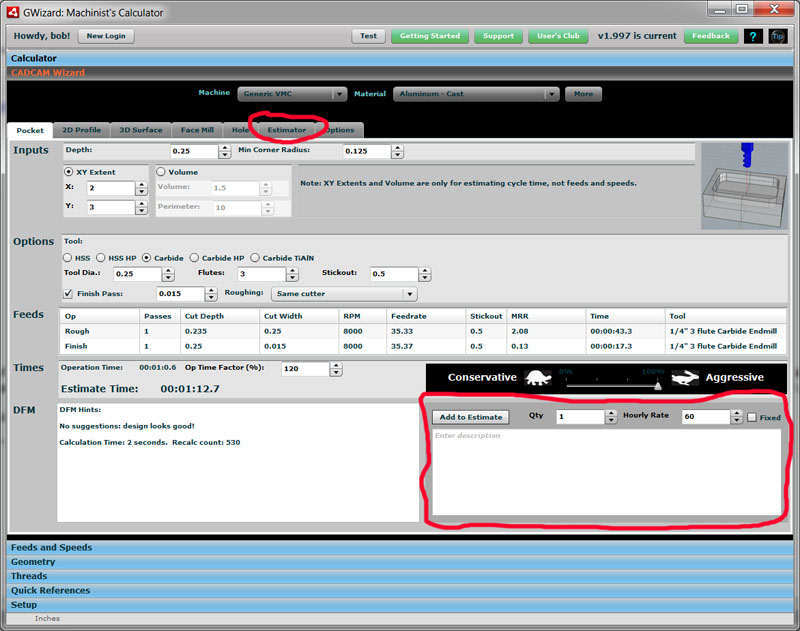 GWizard: Machinist's Calculator
Howdy, bob! New Login Test Getting Started Support User's Club v1.997 is current Feedback ? Tip
Calculator
CADCAM Wizard
Machine Generic VMC Material Aluminum - Cast More
Pocket 2D Profile 3D Surface Face Mill Hole Estimator Options
Inputs Depth: 0.25 Min Corner Radius: 0.125
XY Extent Volume
X: 2 Volume: 1.5 Note: XY Extents and Volume are only for estimating cycle time, not feeds and speeds.
Y: 3 Perimeter: 10
Options Tool:
HSS HSS HP Carbide Carbide HP Carbide TiAlN
Tool Dia.: 0.25 Flutes: 3 Stickout: 0.5
Finish Pass: 0.015 Roughing: Same cutter
Feeds Op Passes Cut Depth Cut Width RPM Feedrate Stickout MRR Time Tool
Rough 1 0.235 0.25 8000 35.33 0.5 2.08 00:00:43.3 1/4" 3 flute Carbide Endmill
Finish 1 0.25 0.015 8000 35.37 0.5 0.13 00:00:17.3 1/4" 3 flute Carbide Endmill
Times Operation Time: 00:01:0.6 Op Time Factor (%): 120
Conservative 0% 100% Aggressive
Estimate Time: 00:01:12.7
DFM DFM Hints:
No suggestions: design looks good!
Calculation Time: 2 seconds. Recalc count: 530
Add to Estimate Qty 1 Hourly Rate 60 Fixed
Enter description
Feeds and Speeds
Geometry
Threads
Quick References
Setup
Inches